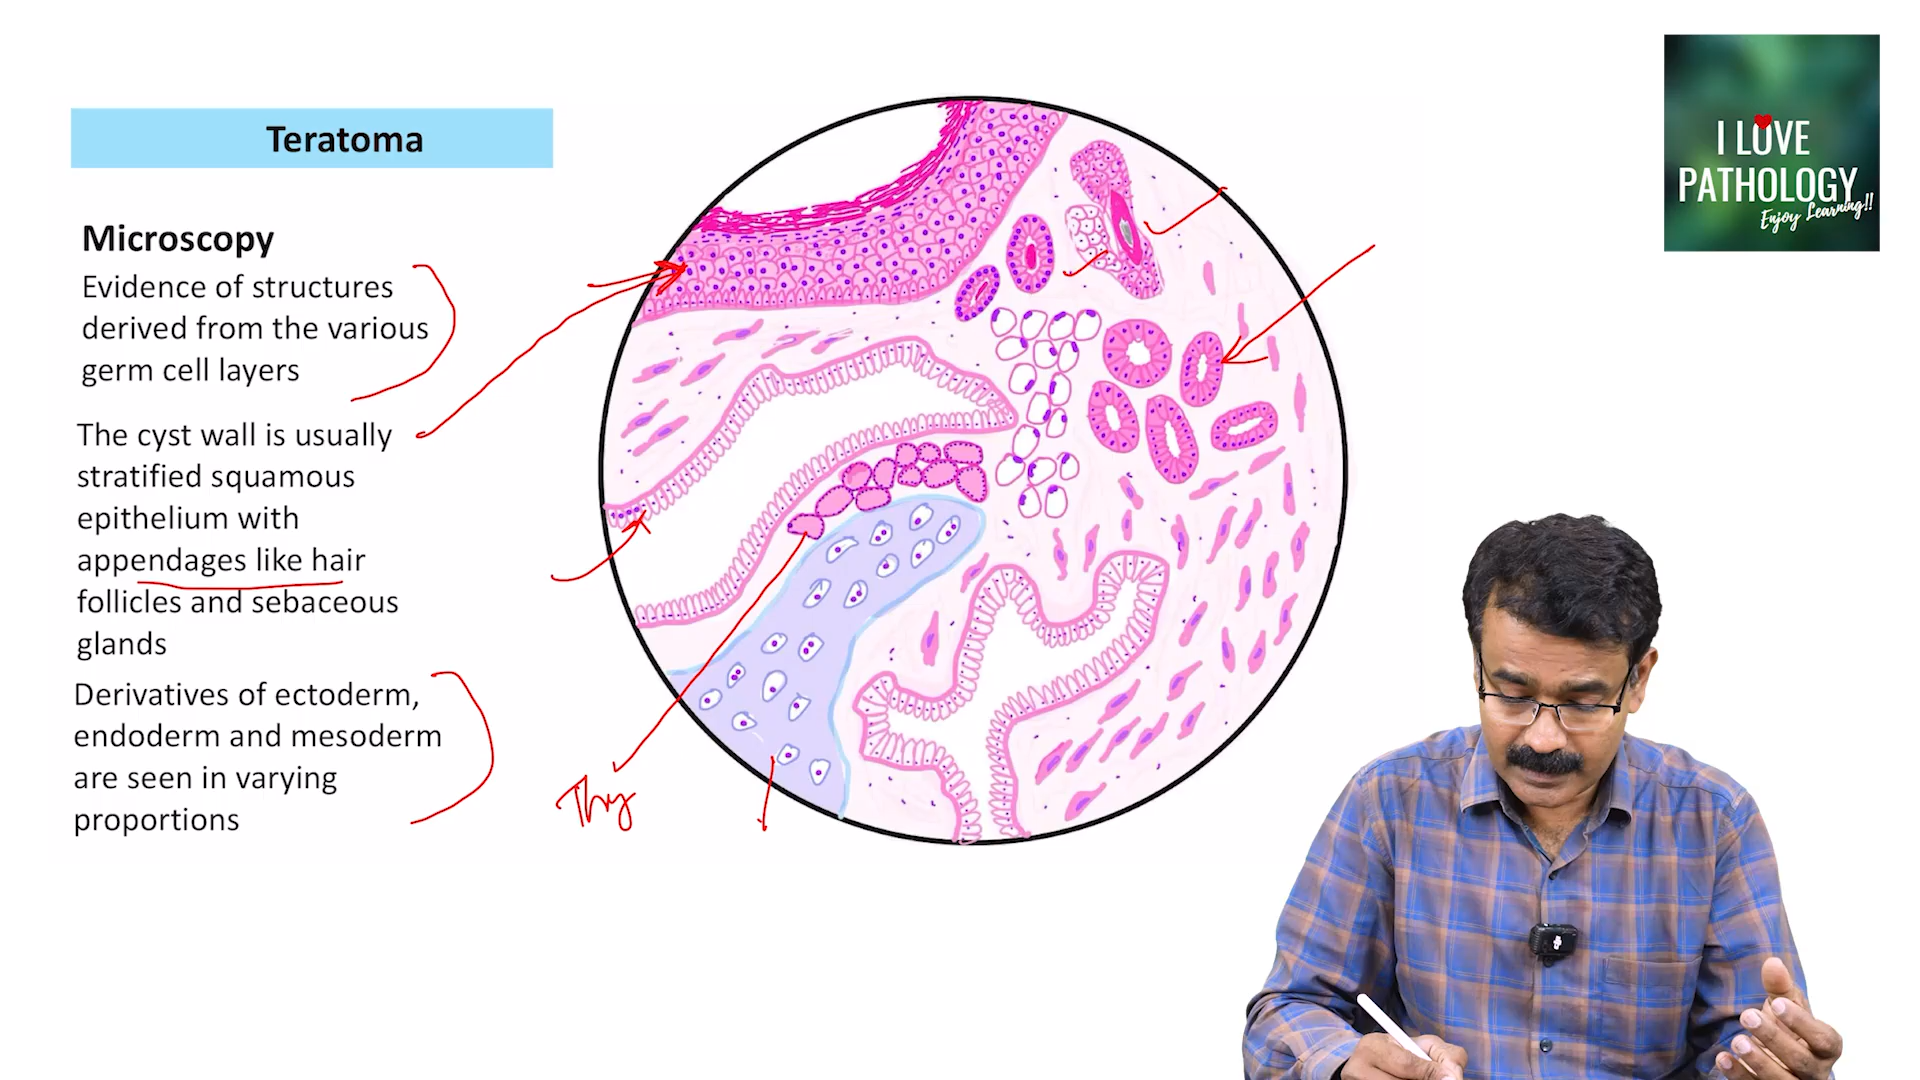 Teratoma
Microscopy
Evidence of structures
derived from the various
germ cell layers
The cyst wall is usually
stratified squamous
epithelium with
appendages like hair
follicles and sebaceous
glands
Derivatives of ectoderm,
endoderm and mesoderm
are seen in varying
proportions
Thy
I LOVE
PATHOLOGY
Enjoy Learning!!